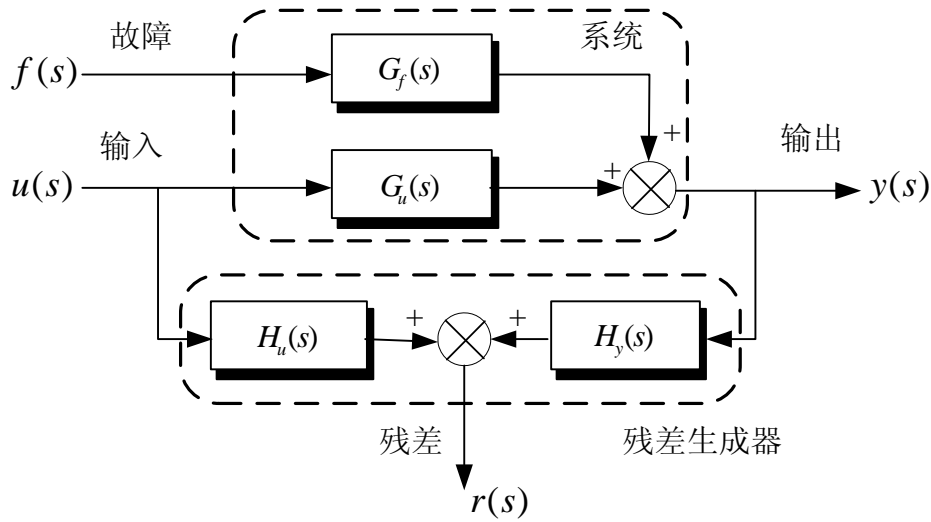 故障
系统
f(s)
G_f(s)
输入
+
输出
u(s)
G_u(s)
+
y(s)
H_u(s)
+
+
H_y(s)
残差
残差生成器
r(s)